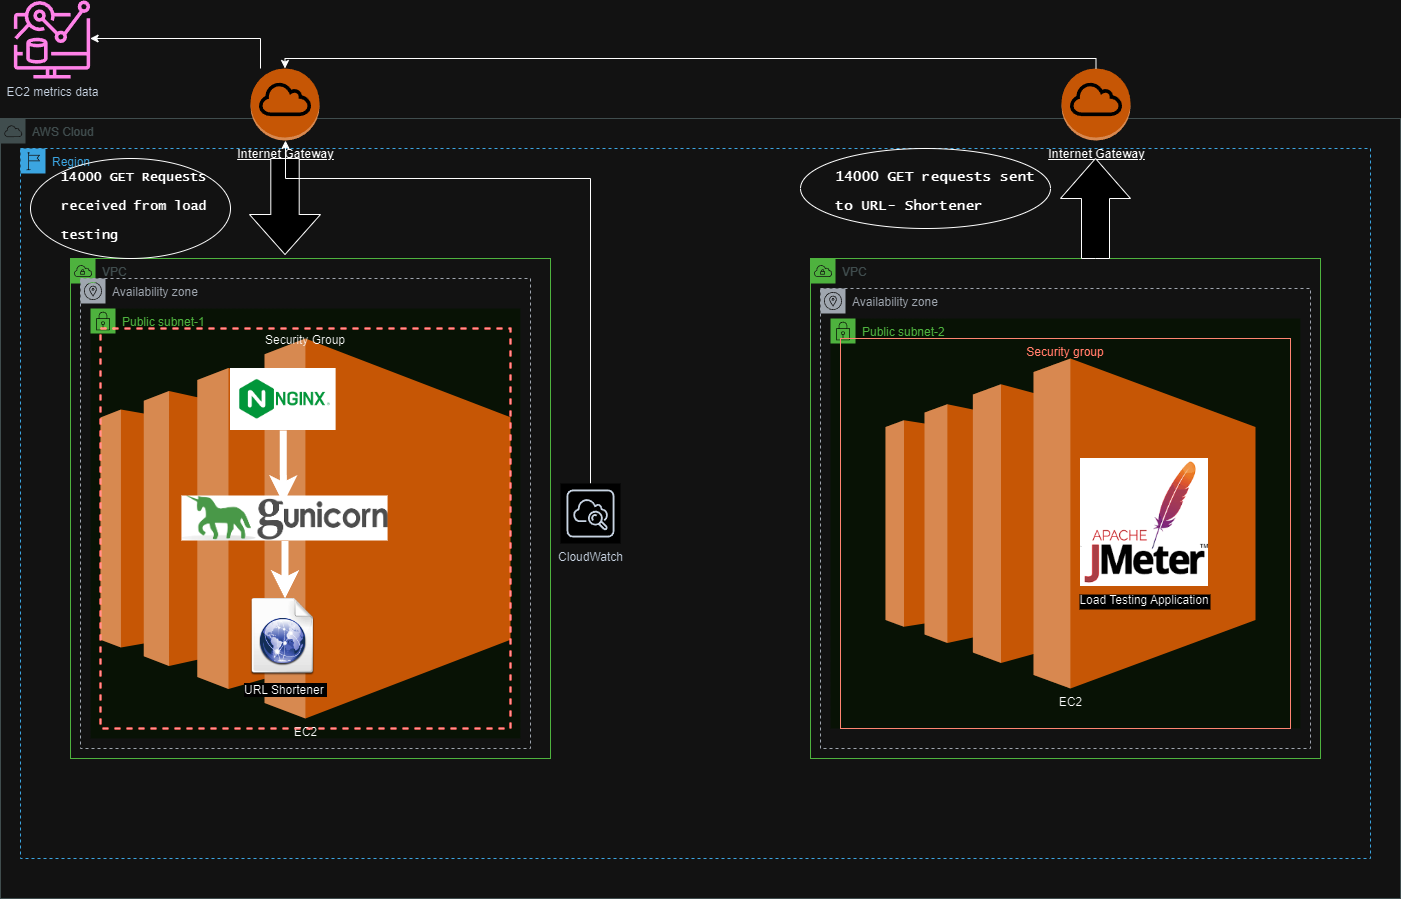 EC2 metrics data
AWS Cloud
Internet Gateway
Internet Gateway
Region
14000 GET Requests
received from load
testing
14000 GET requests sent
to URL- Shortener
VPC
Availability zone
Public subnet-1
Security Group
NGINX
gunicorn
URL Shortener
EC2
CloudWatch
VPC
Availability zone
Public subnet-2
Security group
APACHE
JMeter™
Load Testing Application
EC2